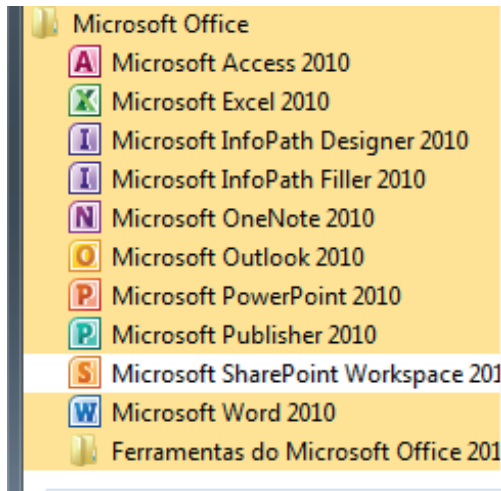 Microsoft Office
Microsoft Access 2010
Microsoft Excel 2010
Microsoft InfoPath Designer 2010
Microsoft InfoPath Filler 2010
Microsoft OneNote 2010
Microsoft Outlook 2010
Microsoft PowerPoint 2010
Microsoft Publisher 2010
Microsoft SharePoint Workspace 201
Microsoft Word 2010
Ferramentas do Microsoft Office 201